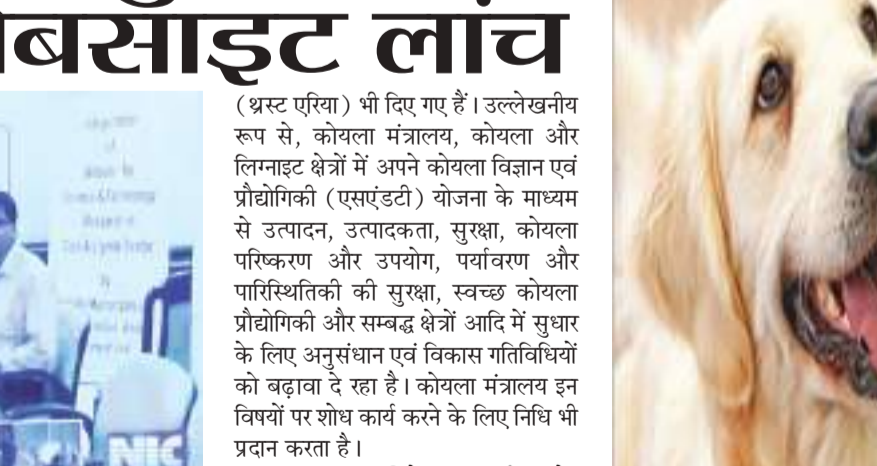 बसाइट लांच
(थ्रस्ट एरिया) भी दिए गए हैं। उल्लेखनीय
रूप से, कोयला मंत्रालय, कोयला और
लिग्नाइट क्षेत्रों में अपने कोयला विज्ञान एवं
प्रौद्योगिकी (एसएंडटी) योजना के माध्यम
से उत्पादन, उत्पादकता, सुरक्षा, कोयला
परिष्करण और उपयोग, पर्यावरण और
पारिस्थितिकी की सुरक्षा, स्वच्छ कोयला
प्रौद्योगिकी और सम्बद्ध क्षेत्रों आदि में सुधार
के लिए अनुसंधान एवं विकास गतिविधियों
को बढ़ावा दे रहा है। कोयला मंत्रालय इन
विषयों पर शोध कार्य करने के लिए निधि भी
प्रदान करता है।
NIC